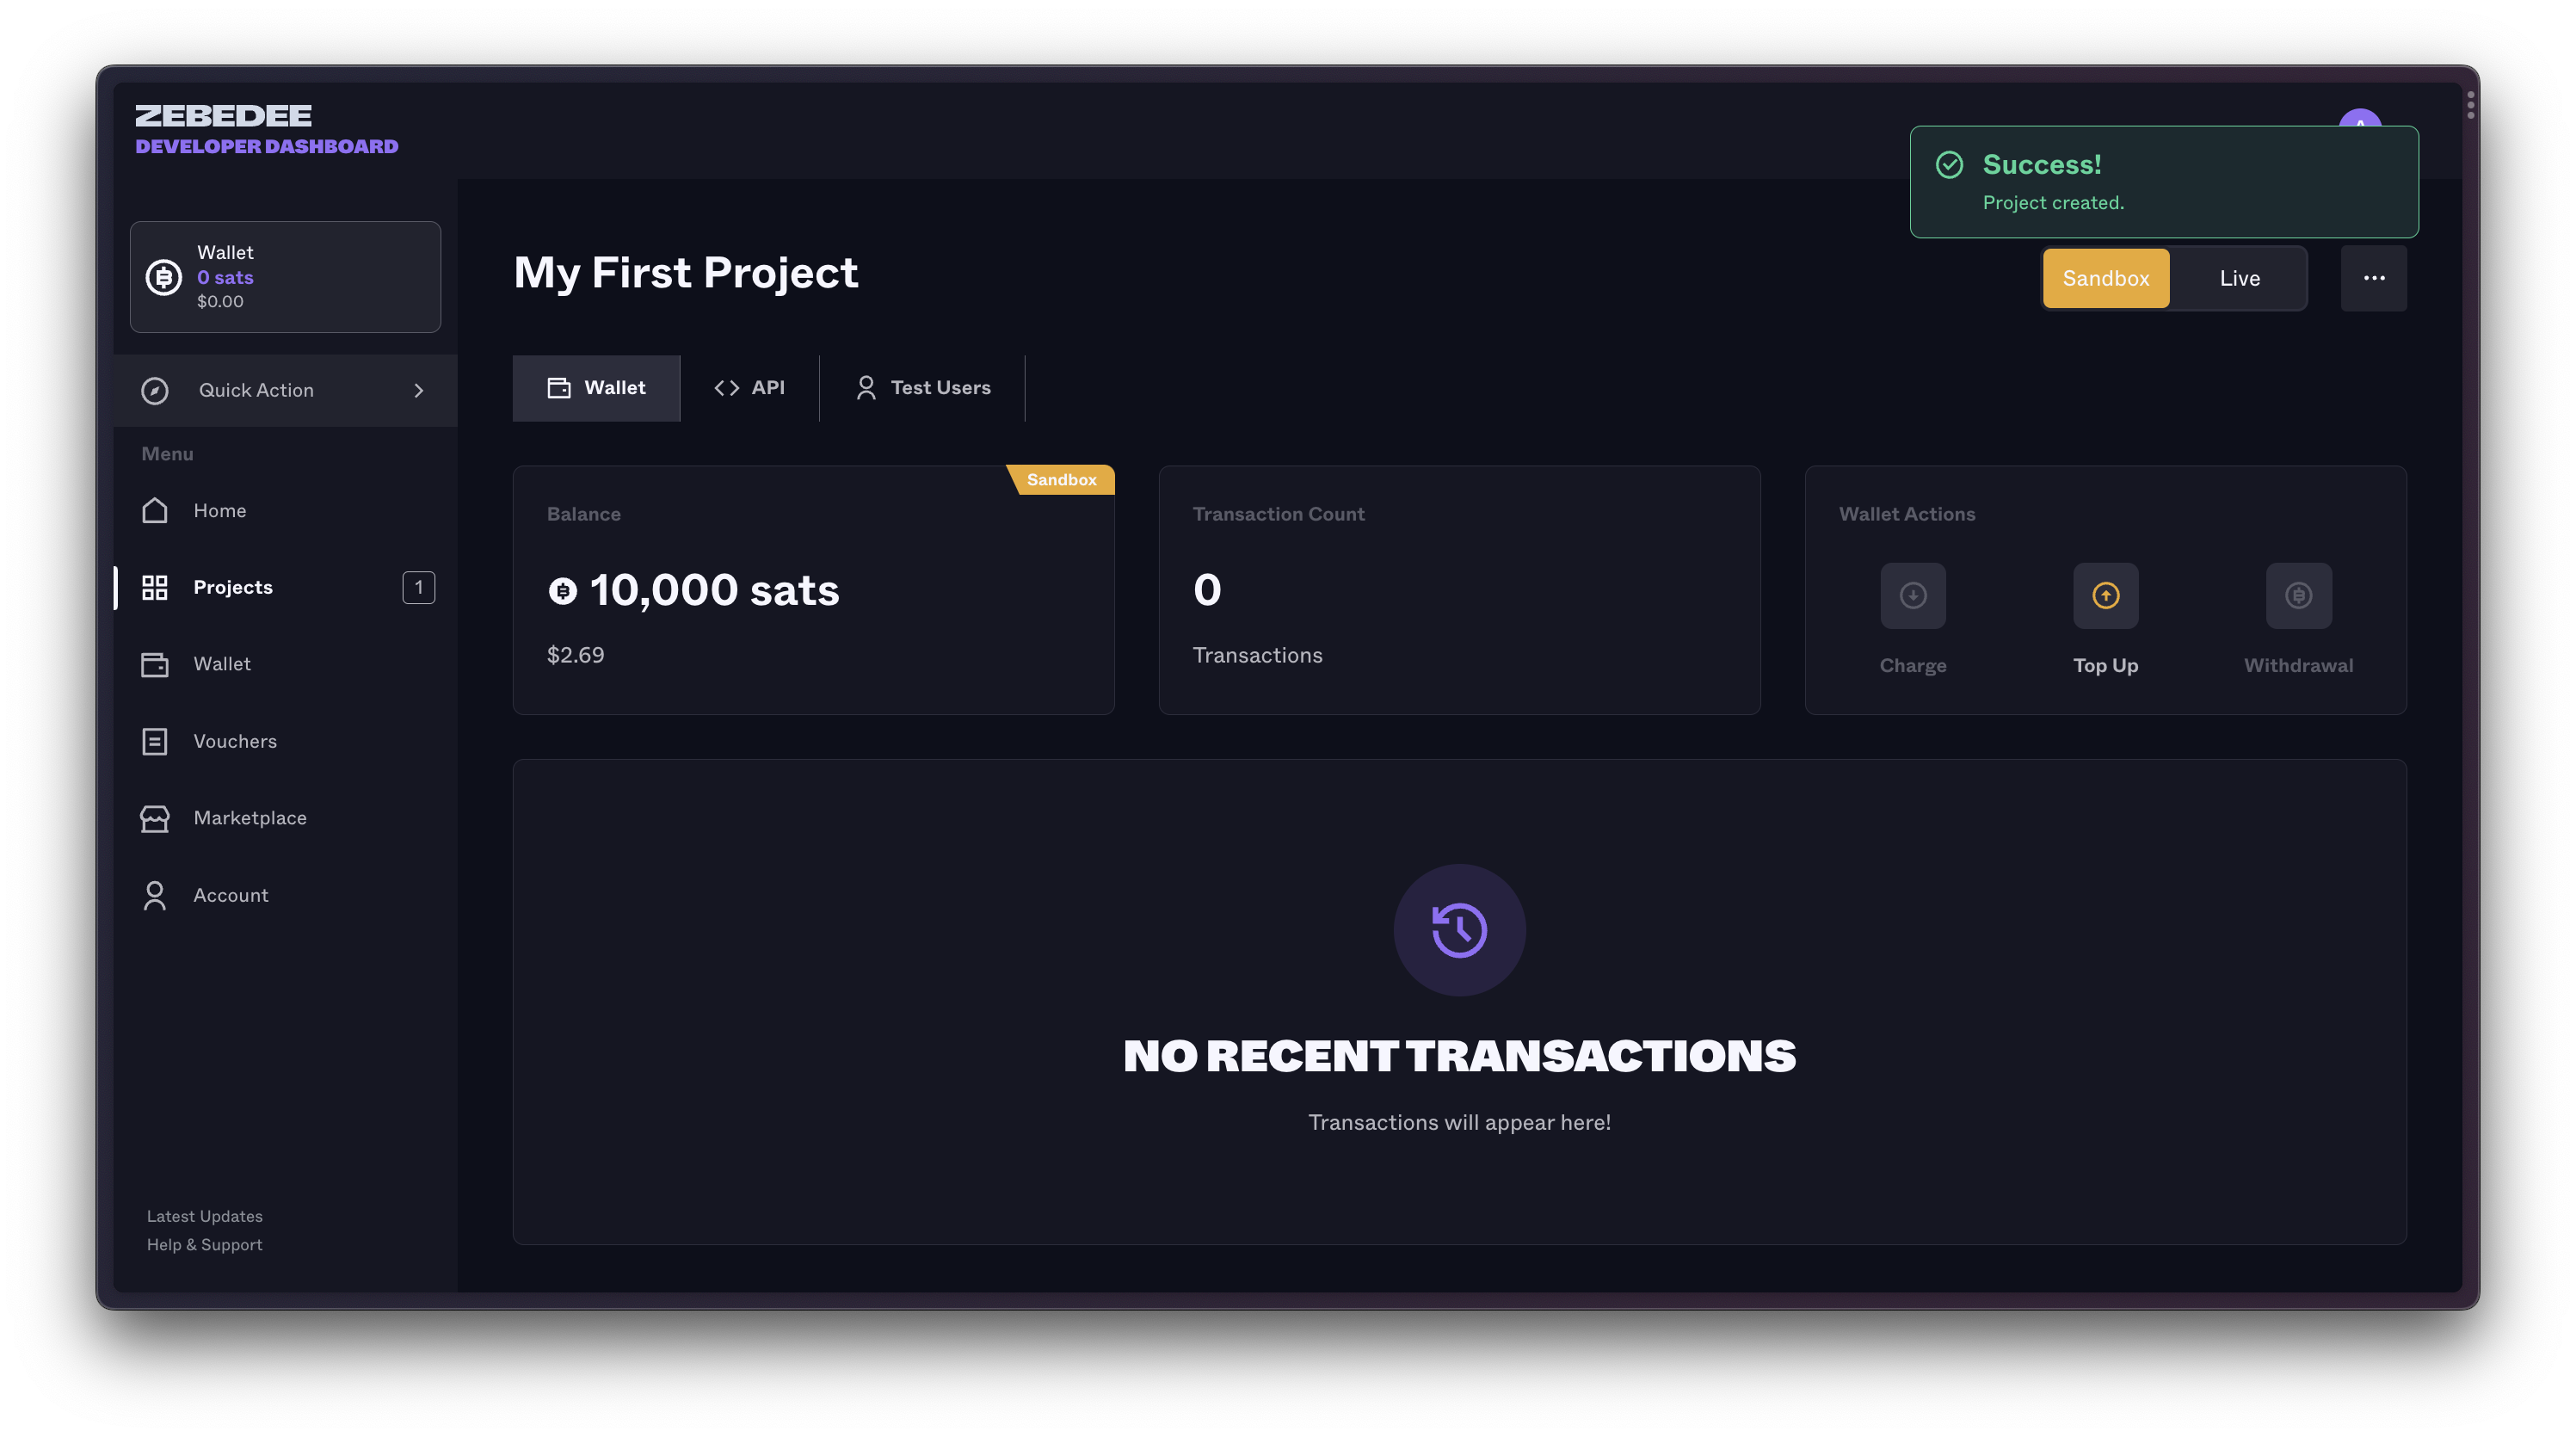 ZEBEDEE
DEVELOPER DASHBOARD
Success!
Project created.
Wallet
0 sats
$0.00
Quick Action
Menu
Home
Projects 1
Wallet
Vouchers
Marketplace
Account
Latest Updates
Help & Support
My First Project
Sandbox Live
Wallet API Test Users
Sandbox
Balance
10,000 sats
$2.69
Transaction Count
0
Transactions
Wallet Actions
Charge Top Up Withdrawal
NO RECENT TRANSACTIONS
Transactions will appear here!